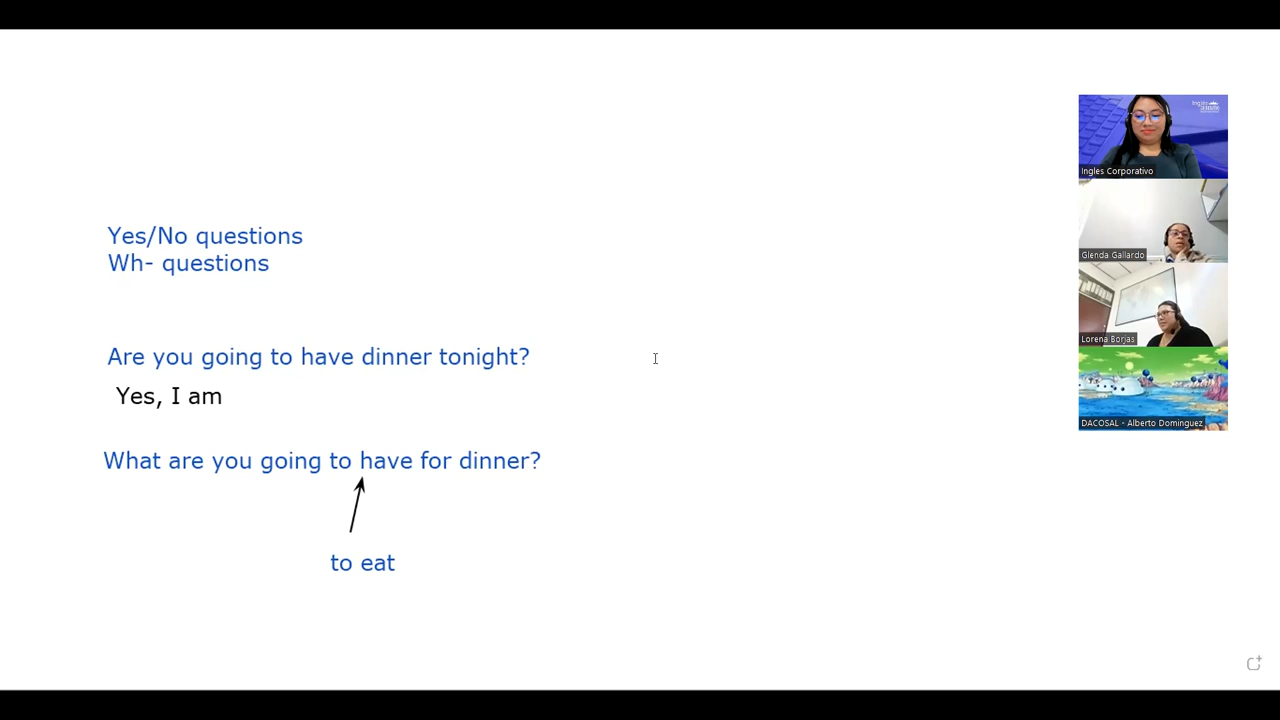 Yes/No questions
Wh- questions
Are you going to have dinner tonight?
Yes, I am
What are you going to have for dinner?
to eat
Ingles Corporativo
Glenda Gallardo
Lorena Borjas
DACOSAL - Alberto Dominguez